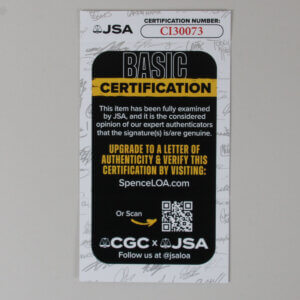 JSA
CERTIFICATION NUMBER:
CI30073
BASIC
CERTIFICATION
This item has been fully examined
by JSA, and it is the considered
opinion of our expert authenticators
that the signature(s) is/are genuine.
UPGRADE TO A LETTER OF
AUTHENTICITY & VERIFY THIS
CERTIFICATION BY VISITING:
SpenceLOA.com
Or Scan
CGC x JSA
Follow us at @jsaloa